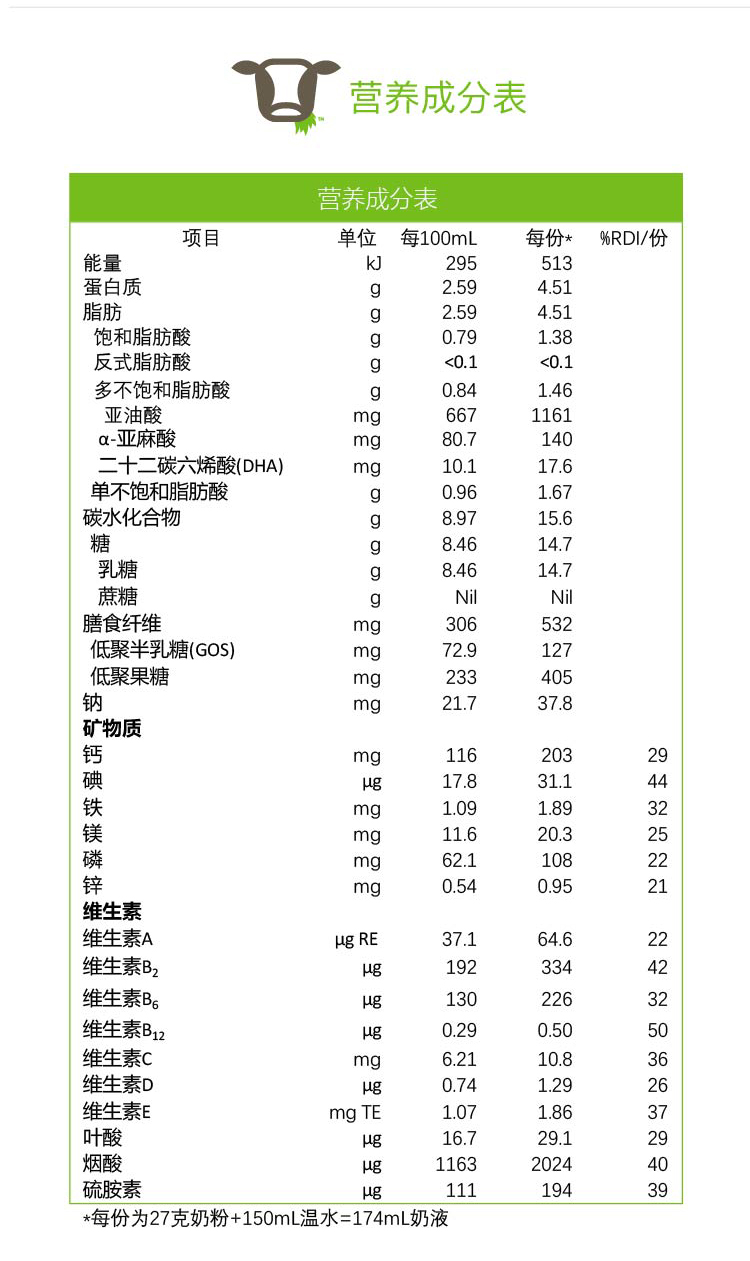 营养成分表
™
营养成分表
项目 单位 每100mL 每份* %RDI/份
能量 kJ 295 513
蛋白质 g 2.59 4.51
脂肪 g 2.59 4.51
饱和脂肪酸 g 0.79 1.38
反式脂肪酸 g <0.1 <0.1
多不饱和脂肪酸 g 0.84 1.46
亚油酸 mg 667 1161
α-亚麻酸 mg 80.7 140
二十二碳六烯酸(DHA) mg 10.1 17.6
单不饱和脂肪酸 g 0.96 1.67
碳水化合物 g 8.97 15.6
糖 g 8.46 14.7
乳糖 g 8.46 14.7
蔗糖 g Nil Nil
膳食纤维 mg 306 532
低聚半乳糖(GOS) mg 72.9 127
低聚果糖 mg 233 405
钠 mg 21.7 37.8
矿物质
钙 mg 116 203 29
碘 μg 17.8 31.1 44
铁 mg 1.09 1.89 32
镁 mg 11.6 20.3 25
磷 mg 62.1 108 22
锌 mg 0.54 0.95 21
维生素
维生素A μg RE 37.1 64.6 22
维生素B₂ μg 192 334 42
维生素B₆ μg 130 226 32
维生素B₁₂ μg 0.29 0.50 50
维生素C mg 6.21 10.8 36
维生素D μg 0.74 1.29 26
维生素E mg TE 1.07 1.86 37
叶酸 μg 16.7 29.1 29
烟酸 μg 1163 2024 40
硫胺素 μg 111 194 39
*每份为27克奶粉+150mL温水=174mL奶液